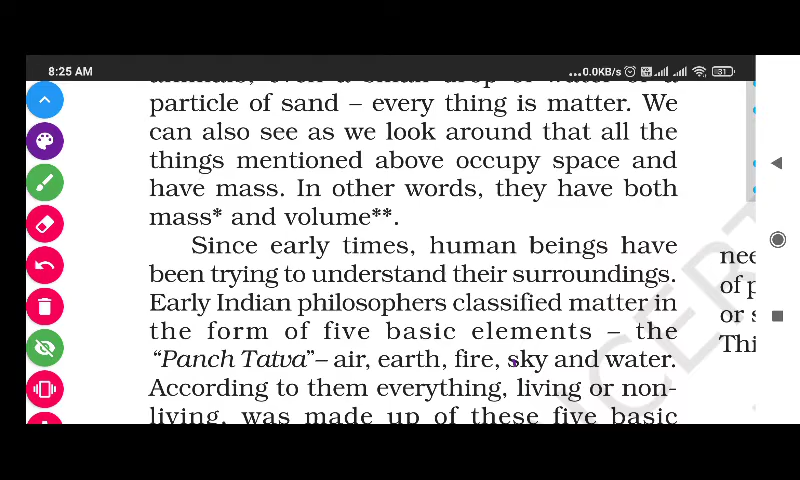 8:25 AM
...0.0KB/s
31
particle of sand – every thing is matter. We
can also see as we look around that all the
things mentioned above occupy space and
have mass. In other words, they have both
mass* and volume**.
Since early times, human beings have
been trying to understand their surroundings.
Early Indian philosophers classified matter in
the form of five basic elements – the
“Panch Tatva”– air, earth, fire, sky and water.
According to them everything, living or non-
living, was made up of these five basic
nee
of p
or s
Thi